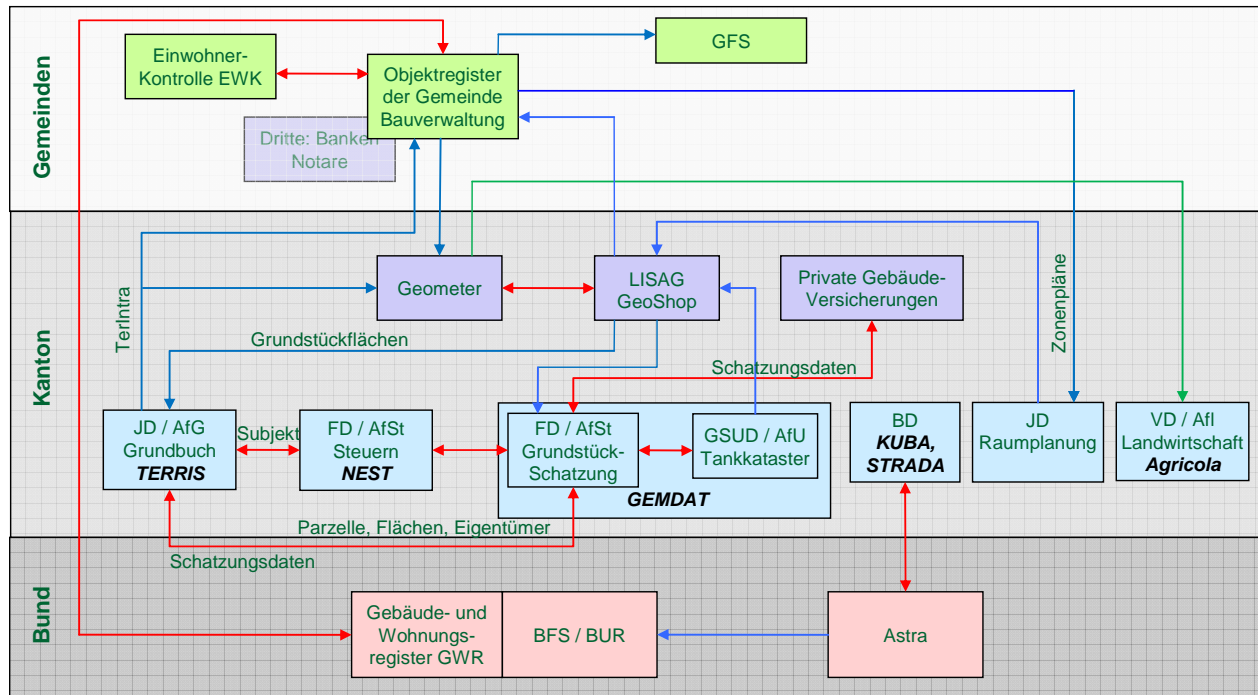 Gemeinden
Einwohner-
Kontrolle EWK
Objektregister
der Gemeinde
Bauverwaltung
GFS
Dritte: Banken
Notare
Kanton
TerIntra
Geometer
LISAG
GeoShop
Private Gebäude-
Versicherungen
Zonenpläne
Grundstückflächen
Schatzungsdaten
JD / AfG
Grundbuch
TERRIS
Subjekt
FD / AfSt
Steuern
NEST
FD / AfSt
Grundstück-
Schatzung
GSUD / AfU
Tankkataster
GEMDAT
BD
KUBA,
STRADA
JD
Raumplanung
VD / Afl
Landwirtschaft
Agricola
Parzelle, Flächen, Eigentümer
Schatzungsdaten
Bund
Gebäude- und
Wohnungs-
register GWR
BFS / BUR
Astra